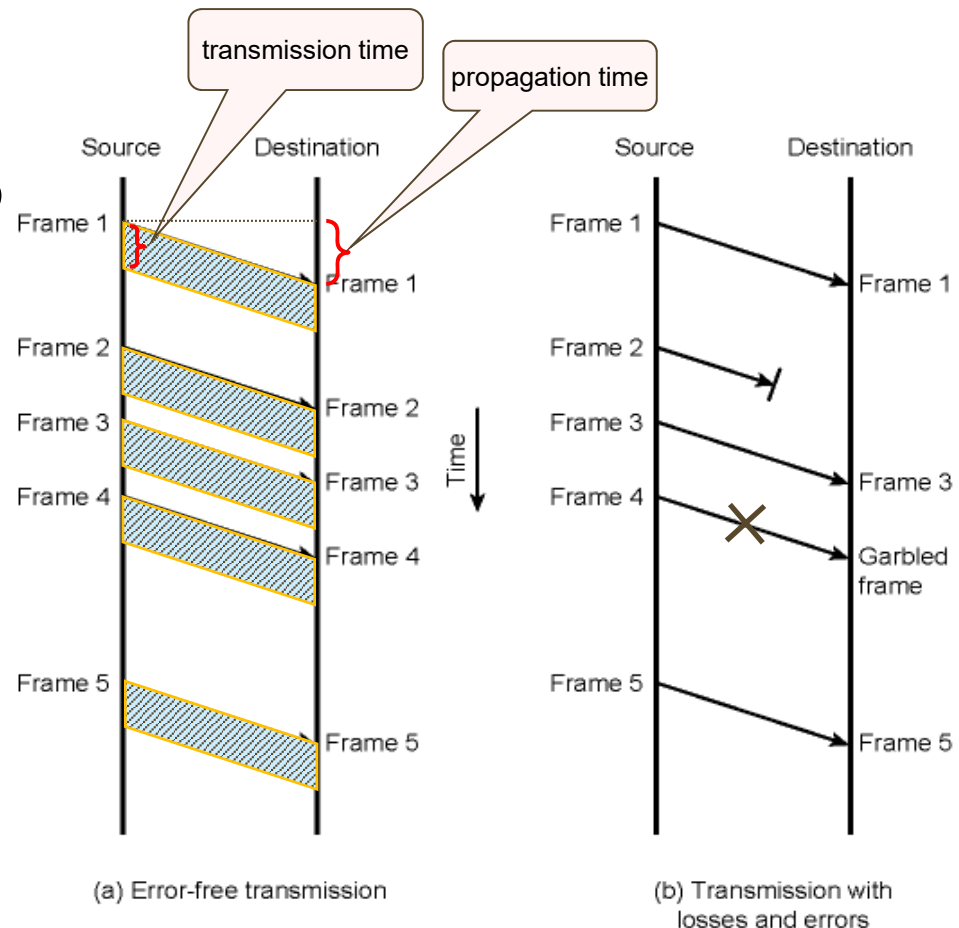 transmission time
propagation time
Source
Destination
Frame 1
Frame 1
Frame 2
Frame 2
Frame 3
Frame 3
Frame 4
Frame 4
Frame 5
Frame 5
Time
(a) Error-free transmission
Source
Destination
Frame 1
Frame 1
Frame 2
Frame 3
Frame 3
Frame 4
Garbled
frame
Frame 5
Frame 5
(b) Transmission with
losses and errors
)